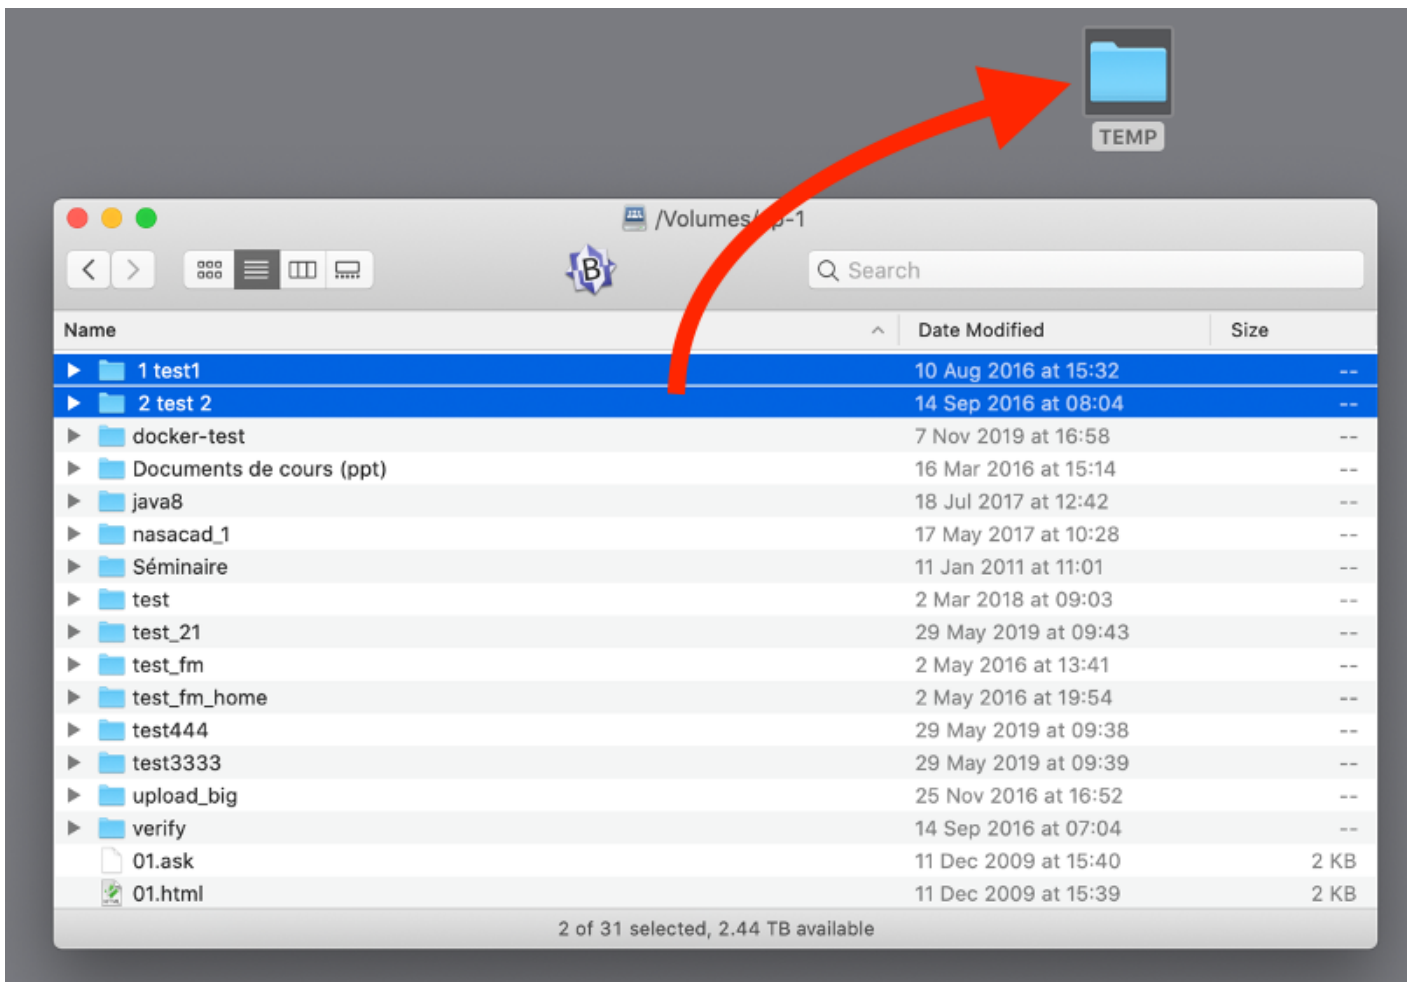 TEMP
/Volumes/
-1
B
Search
Name Date Modified Size
1 test1 10 Aug 2016 at 15:32 --
2 test 2 14 Sep 2016 at 08:04 --
docker-test 7 Nov 2019 at 16:58 --
Documents de cours (ppt) 16 Mar 2016 at 15:14 --
java8 18 Jul 2017 at 12:42 --
nasacad_1 17 May 2017 at 10:28 --
Séminaire 11 Jan 2011 at 11:01 --
test 2 Mar 2018 at 09:03 --
test_21 29 May 2019 at 09:43 --
test_fm 2 May 2016 at 13:41 --
test_fm_home 2 May 2016 at 19:54 --
test444 29 May 2019 at 09:38 --
test3333 29 May 2019 at 09:39 --
upload_big 25 Nov 2016 at 16:52 --
verify 14 Sep 2016 at 07:04 --
01.ask 11 Dec 2009 at 15:40 2 KB
01.html 11 Dec 2009 at 15:39 2 KB
2 of 31 selected, 2.44 TB available